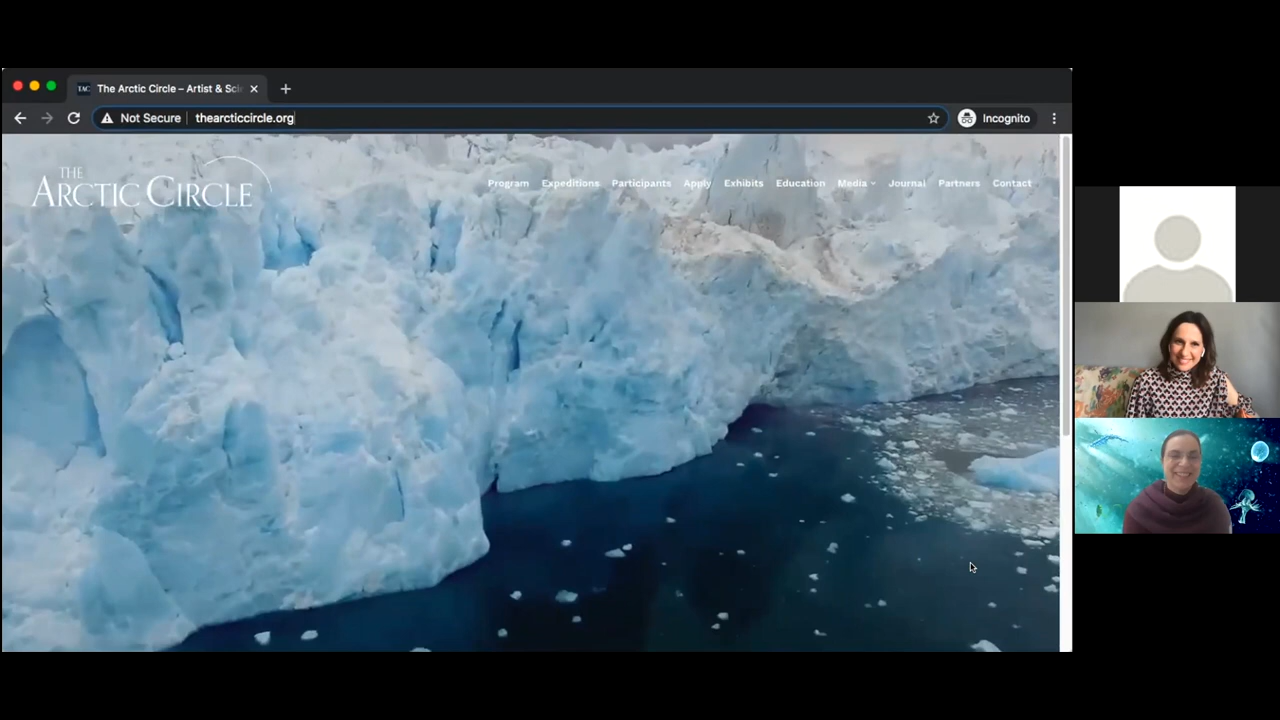 TAC The Arctic Circle – Artist & Sci
Not Secure thearcticcircle.org Incognito
THE
ARCTIC CIRCLE
Program Expeditions Participants Apply Exhibits Education Media Journal Partners Contact